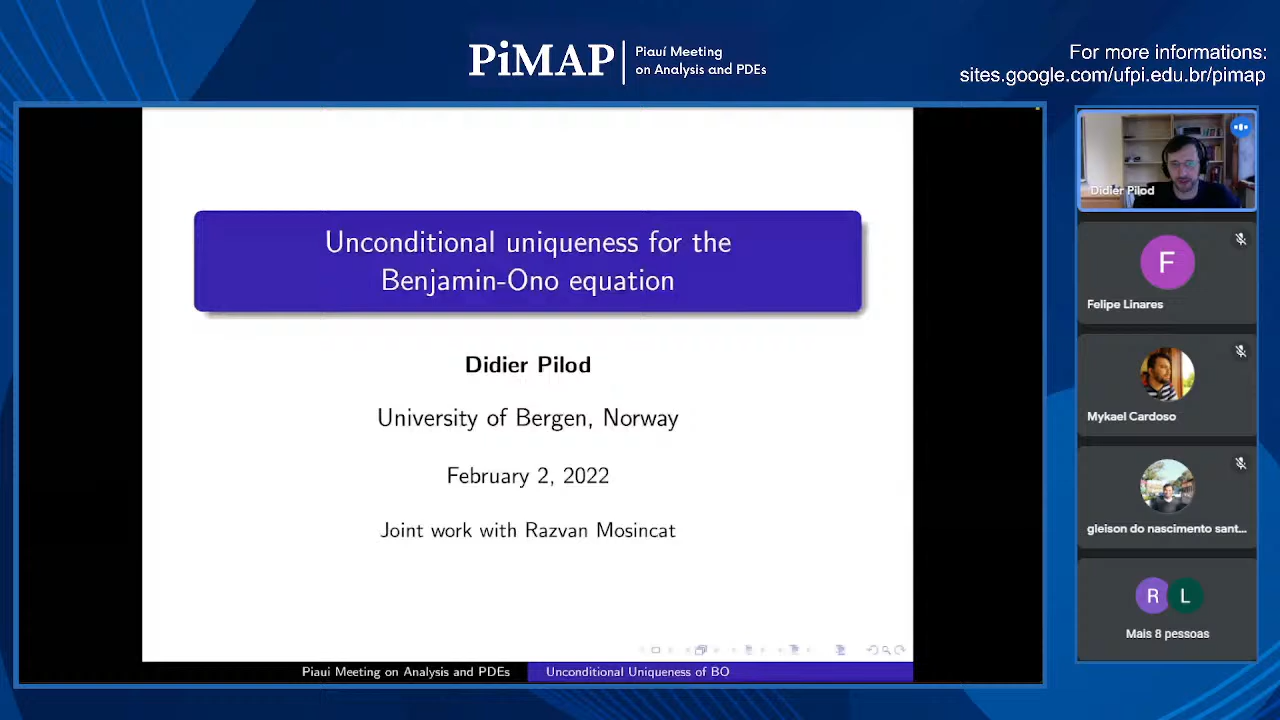 PiMAP
Piauí Meeting
on Analysis and PDEs
For more informations:
sites.google.com/ufpi.edu.br/pimap
Unconditional uniqueness for the
Benjamin-Ono equation
Didier Pilod
University of Bergen, Norway
February 2, 2022
Joint work with Razvan Mosincat
Piaui Meeting on Analysis and PDEs
Unconditional Uniqueness of BO
Didier Pilod
F
Felipe Linares
Mykael Cardoso
gleison do nascimento sant...
R
L
Mais 8 pessoas